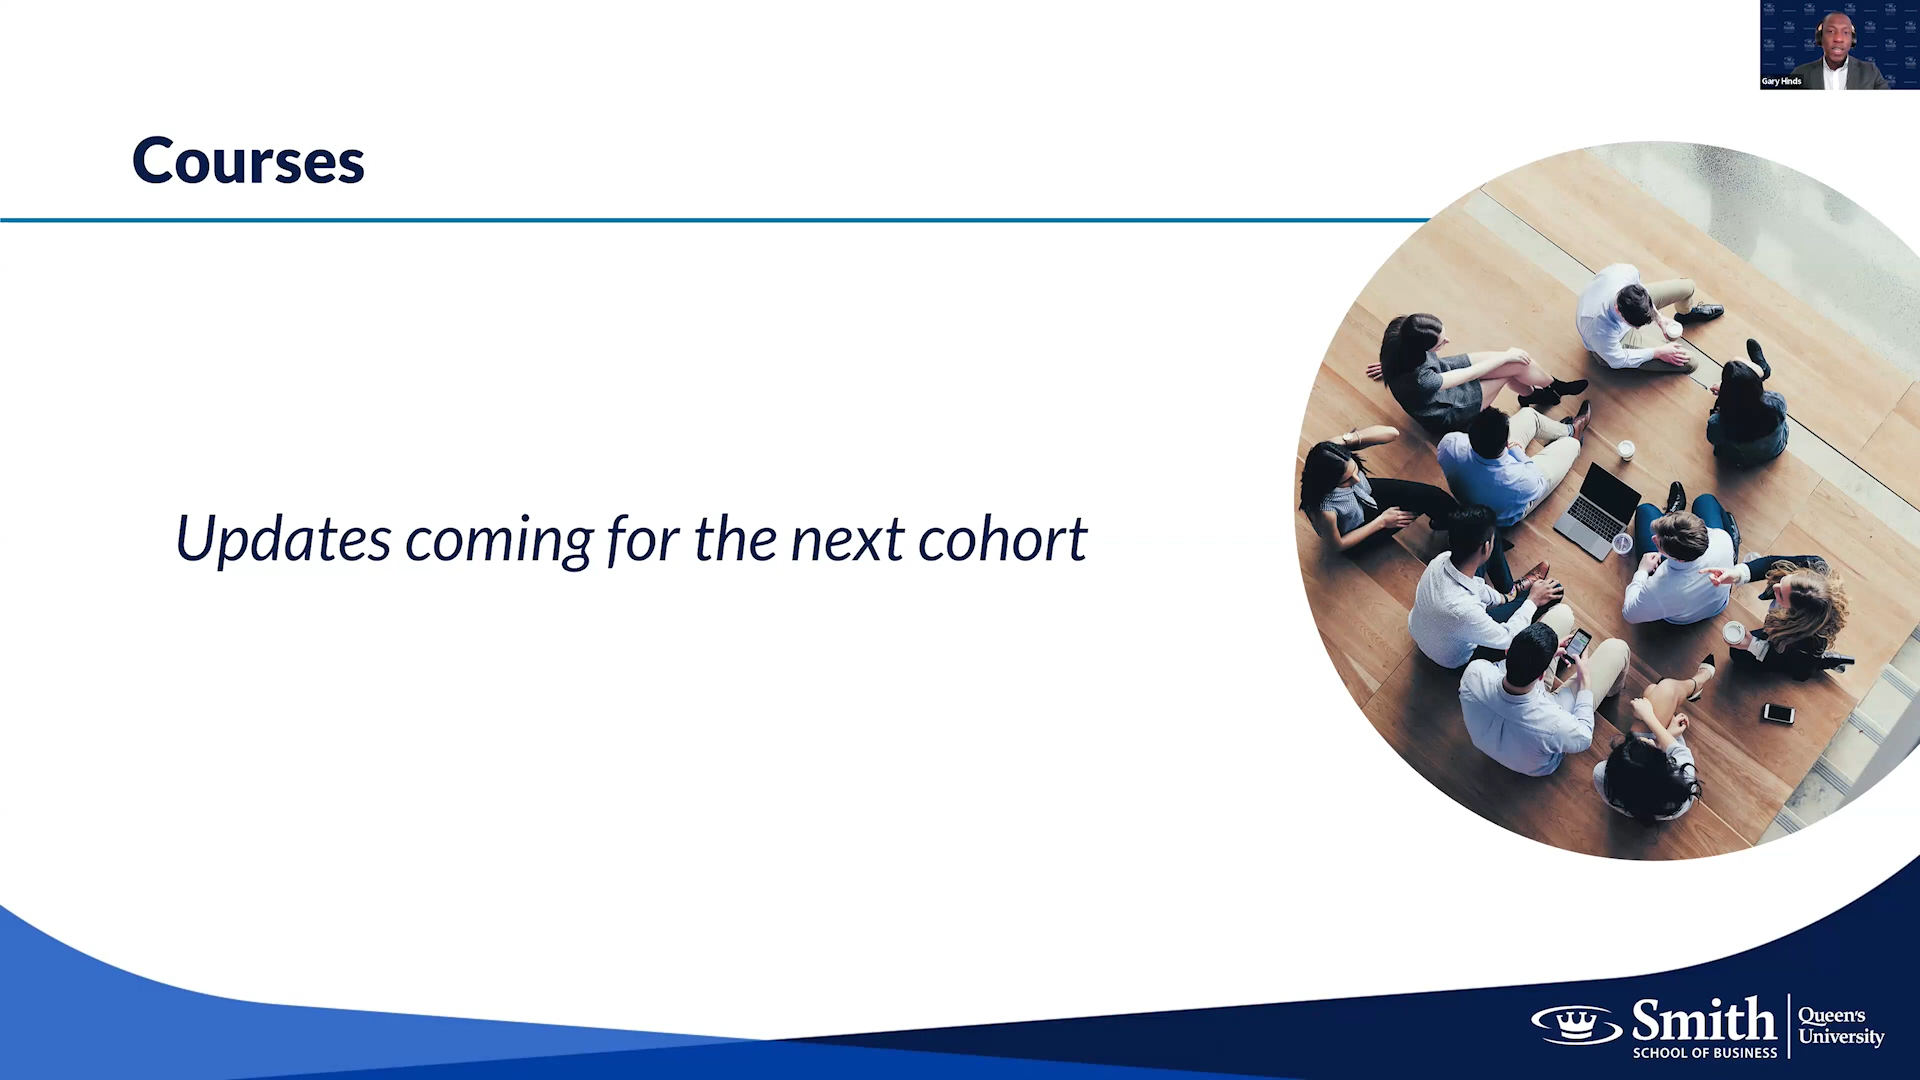 Gary Hinds
Courses
Updates coming for the next cohort
Smith
SCHOOL OF BUSINESS
Queen's
University